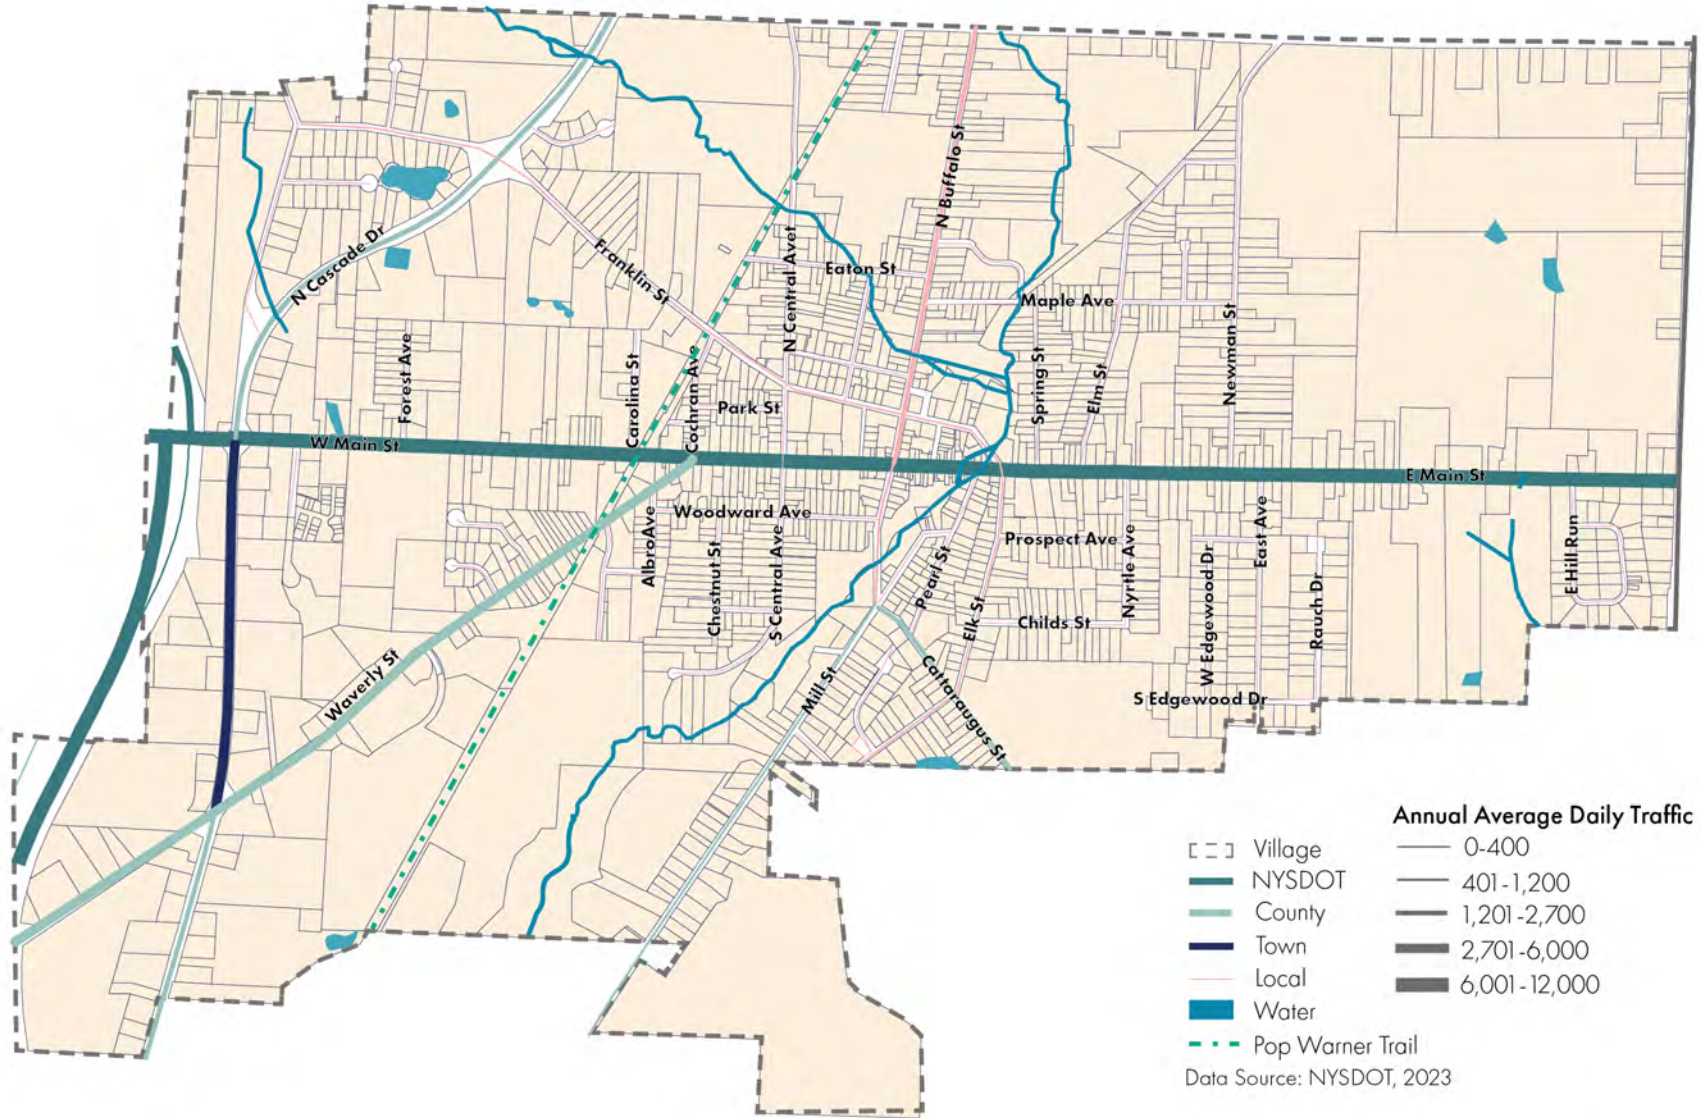 N Buffalo St
N Cascade Dr
Franklin St
N Central Avet
Eaton St
Maple Ave
Forest Ave
Carolina St
Cochran Ave
Park St
Spring St
Elm St
Newman St
W Main St
E Main St
Woodward Ave
AlbroAve
Chestnut St
S Central Ave
Pearl St
Elk St
Prospect Ave
Nyrtle Ave
Childs St
W Edgewood Dr
East Ave
Rauch Dr
E Hill Run
Waverly St
Mill St
Cattaraugus St
S Edgewood Dr
Village
NYSDOT
County
Town
Local
Water
Pop Warner Trail
Data Source: NYSDOT, 2023
Annual Average Daily Traffic
0-400
401-1,200
1,201-2,700
2,701-6,000
6,001-12,000